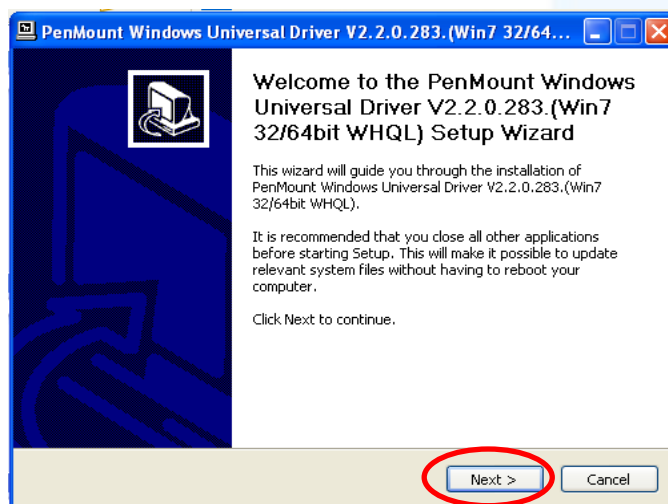 PenMount Windows Universal Driver V2.2.0.283.(Win7 32/64...
Welcome to the PenMount Windows
Universal Driver V2.2.0.283.(Win7
32/64bit WHQL) Setup Wizard
This wizard will guide you through the installation of
PenMount Windows Universal Driver V2.2.0.283.(Win7
32/64bit WHQL).
It is recommended that you close all other applications
before starting Setup. This will make it possible to update
relevant system files without having to reboot your
computer.
Click Next to continue.
Next > Cancel